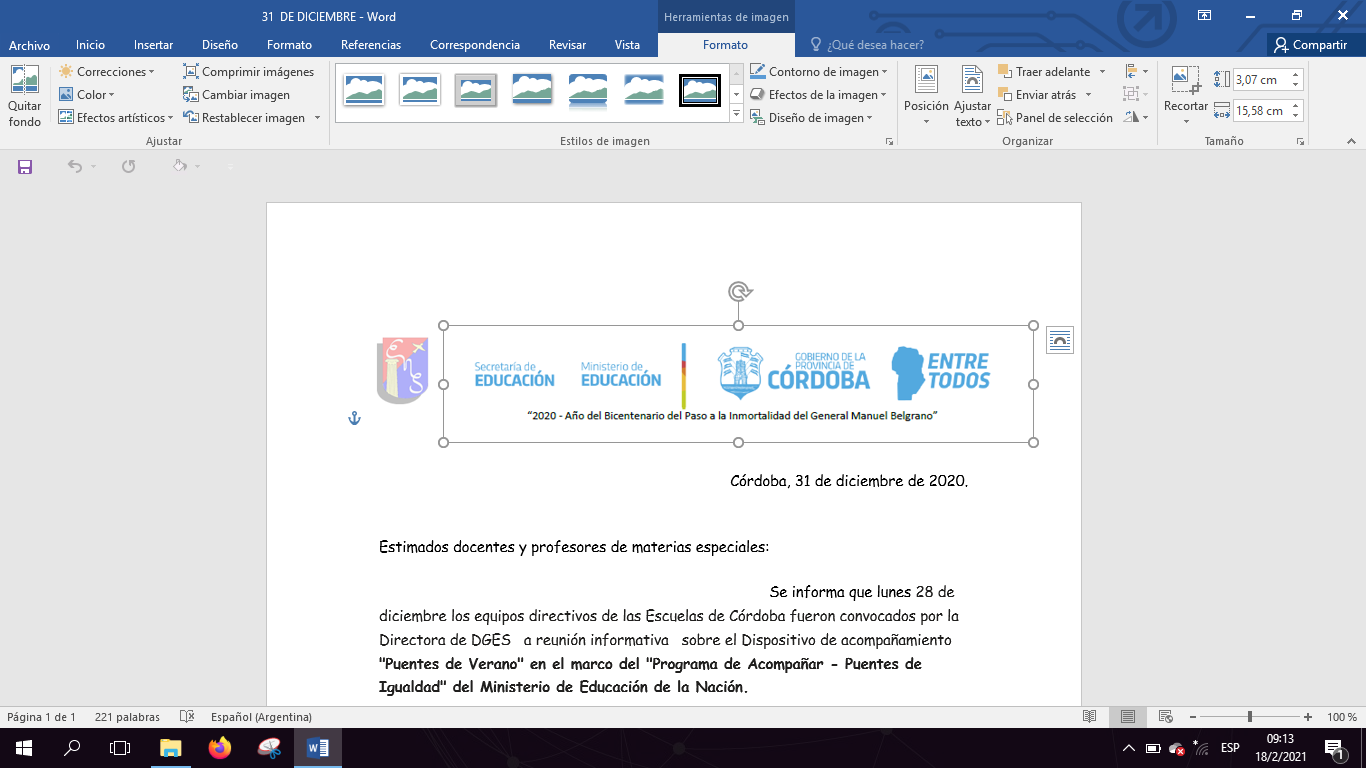 31  DE DICIEMBRE - Word
Herramientas de imagen
Archivo Inicio Insertar Diseño Formato Referencias Correspondencia Revisar Vista Formato ¿Qué desea hacer? Compartir
Quitar fondo
Correcciones
Color
Efectos artísticos
Comprimir imágenes
Cambiar imagen
Restablecer imagen
Ajustar
Estilos de imagen
Contorno de imagen
Efectos de la imagen
Diseño de imagen
Posición
Ajustar texto
Traer adelante
Enviar atrás
Panel de selección
Organizar
Recortar
3,07 cm
15,58 cm
Tamaño
Secretaría de
EDUCACIÓN
Ministerio de
EDUCACIÓN
GOBIERNO DE LA
PROVINCIA DE
CÓRDOBA
ENTRE
TODOS
“2020 - Año del Bicentenario del Paso a la Inmortalidad del General Manuel Belgrano”
Córdoba, 31 de diciembre de 2020.
Estimados docentes y profesores de materias especiales:
Se informa que lunes 28 de
diciembre los equipos directivos de las Escuelas de Córdoba fueron convocados por la
Directora de DGES   a reunión informativa   sobre el Dispositivo de acompañamiento
"Puentes de Verano" en el marco del "Programa de Acompañar - Puentes de
Igualdad" del Ministerio de Educación de la Nación.
Página 1 de 1 221 palabras Español (Argentina) 100 %
ESP
09:13
18/2/2021
1